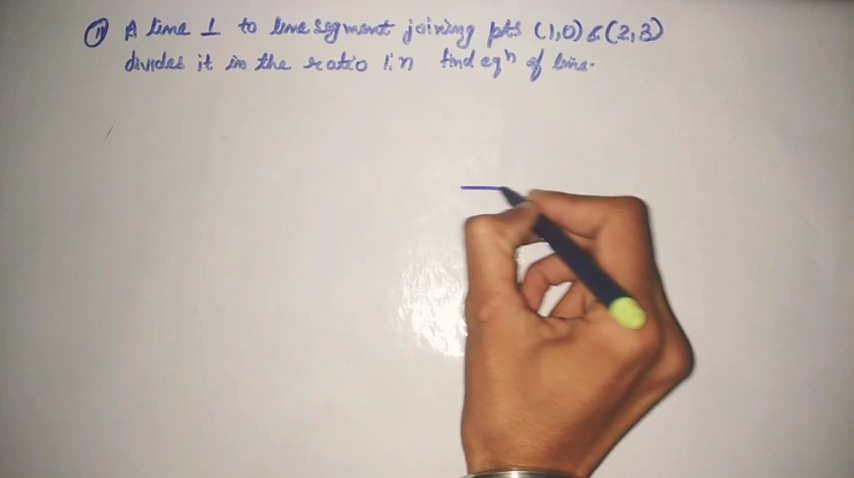 ① A line ⊥ to line segment joining pts (1,0) & (2,3)
divides it in the ratio 1:n find eqⁿ of line.